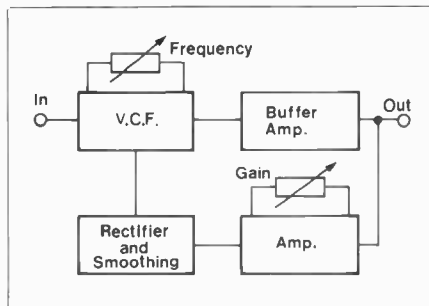 Frequency
In
V.C.F.
Buffer
Amp.
Out
Gain
Rectifier
and
Smoothing
Amp.